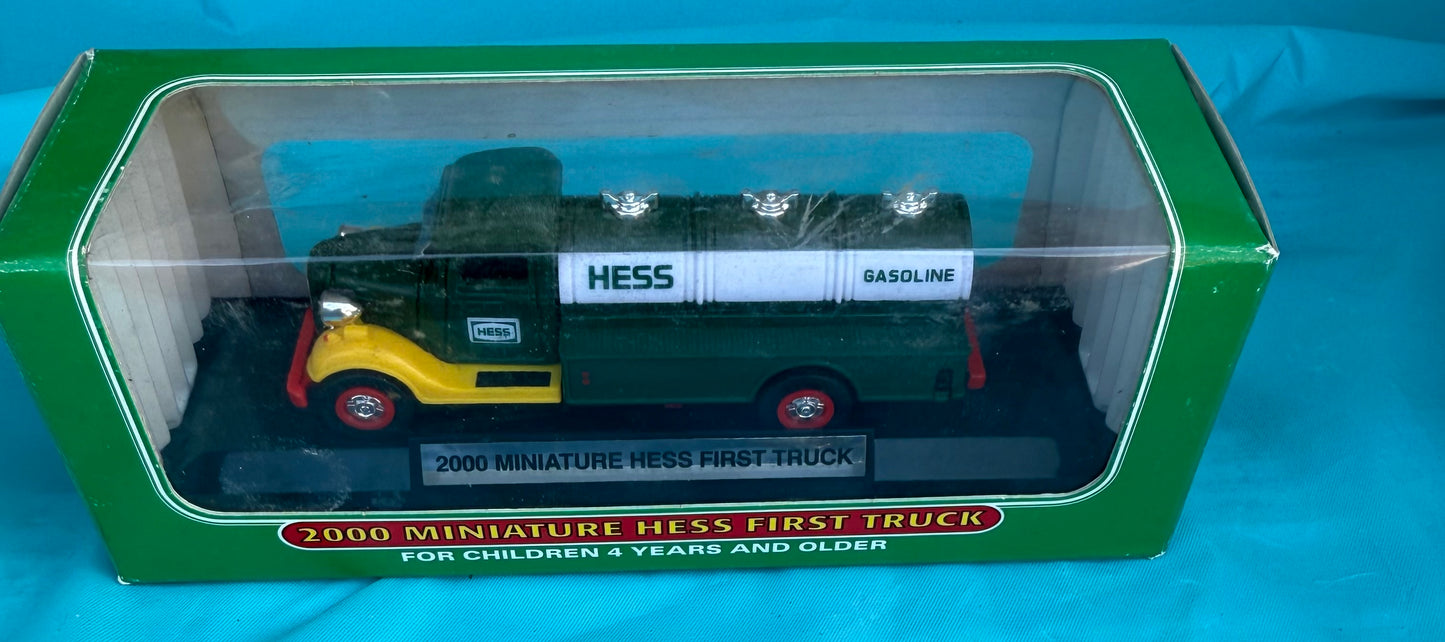 HESS
GASOLINE
HESS
2000 MINIATURE HESS FIRST TRUCK
2000 MINIATURE HESS FIRST TRUCK
FOR CHILDREN 4 YEARS AND OLDER